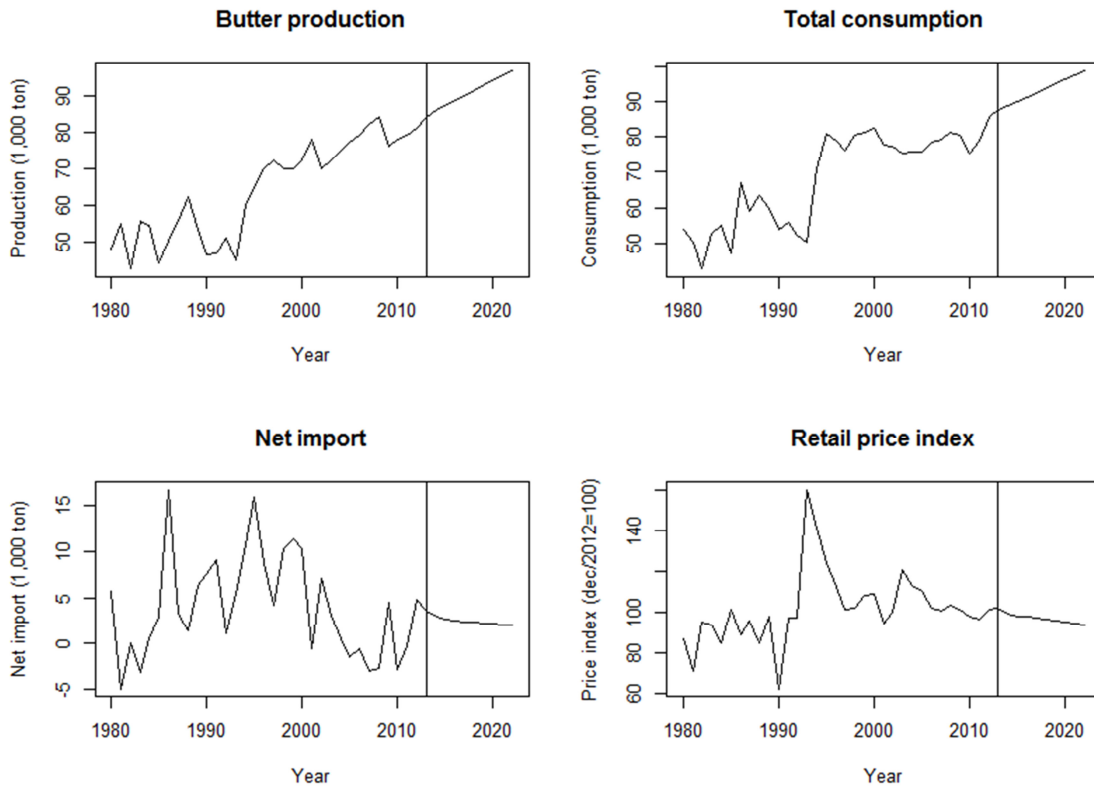 Butter production
Production (1,000 ton)
90
80
70
60
50
1980 1990 2000 2010 2020
Year
Total consumption
Consumption (1,000 ton)
90
80
70
60
50
1980 1990 2000 2010 2020
Year
Net import
Net import (1,000 ton)
15
10
5
0
-5
1980 1990 2000 2010 2020
Year
Retail price index
Price index (dec/2012=100)
140
100
80
60
1980 1990 2000 2010 2020
Year